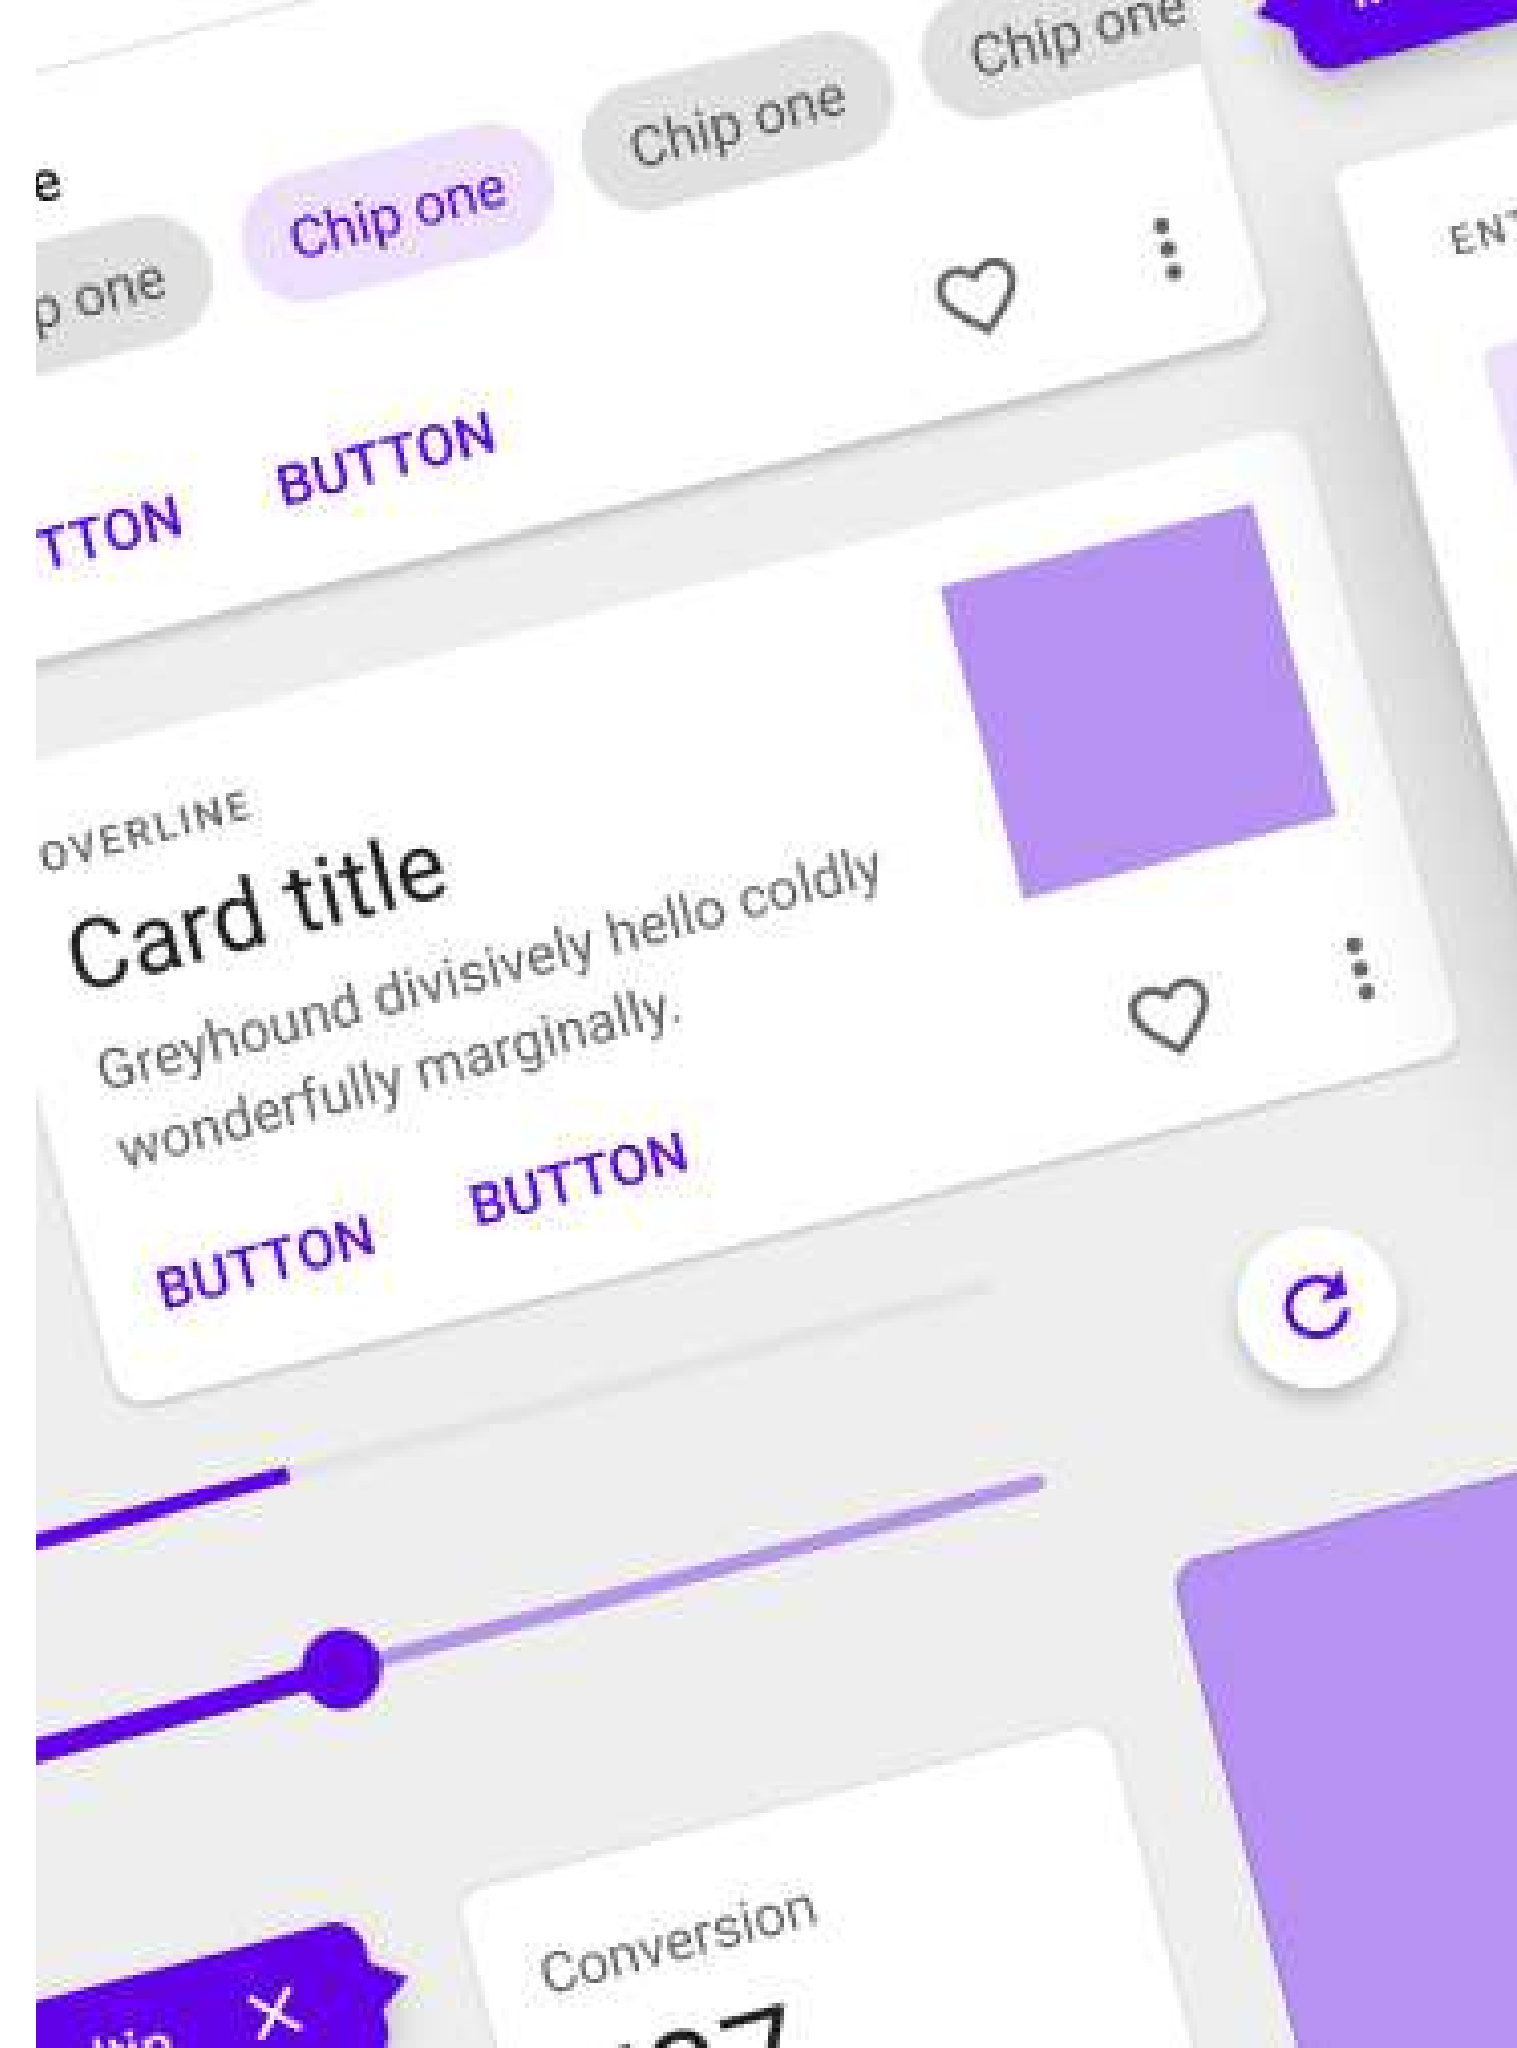 Chip one
Chip one
Chip one
one
BUTTON
OVERLINE
Card title
Greyhound divisively hello coldly
wonderfully marginally.
BUTTON
BUTTON
Conversion